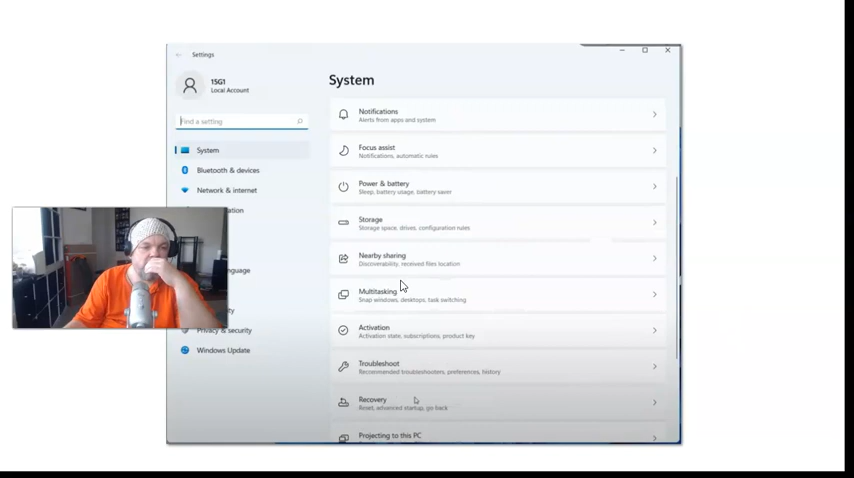 Settings
15G1
Local Account
Find a setting
System
Bluetooth & devices
Network & internet
Privacy & security
Windows Update
System
Notifications
Alerts from apps and system
Focus assist
Notifications, automatic rules
Power & battery
Sleep, battery usage, battery saver
Storage
Storage space, drives, configuration rules
Nearby sharing
Discoverability, received files location
Multitasking
Snap windows, desktops, task switching
Activation
Activation state, subscriptions, product key
Troubleshoot
Recommended troubleshooters, preferences, history
Recovery
Reset, advanced startup, go back
Projecting to this PC